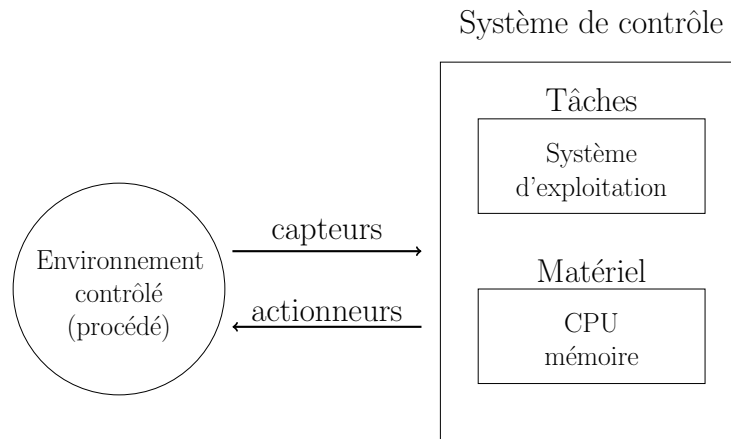 Système de contrôle
Tâches
Système
d'exploitation
capteurs
Environnement
contrôlé
(procédé)
actionneurs
Matériel
CPU
mémoire